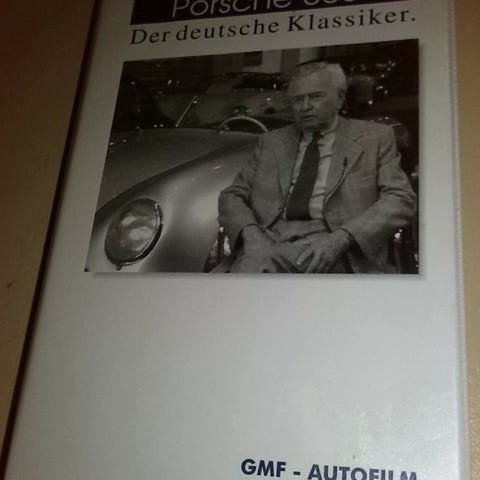 Porsche
Der deutsche Klassiker.
GMF - AUTOFILM